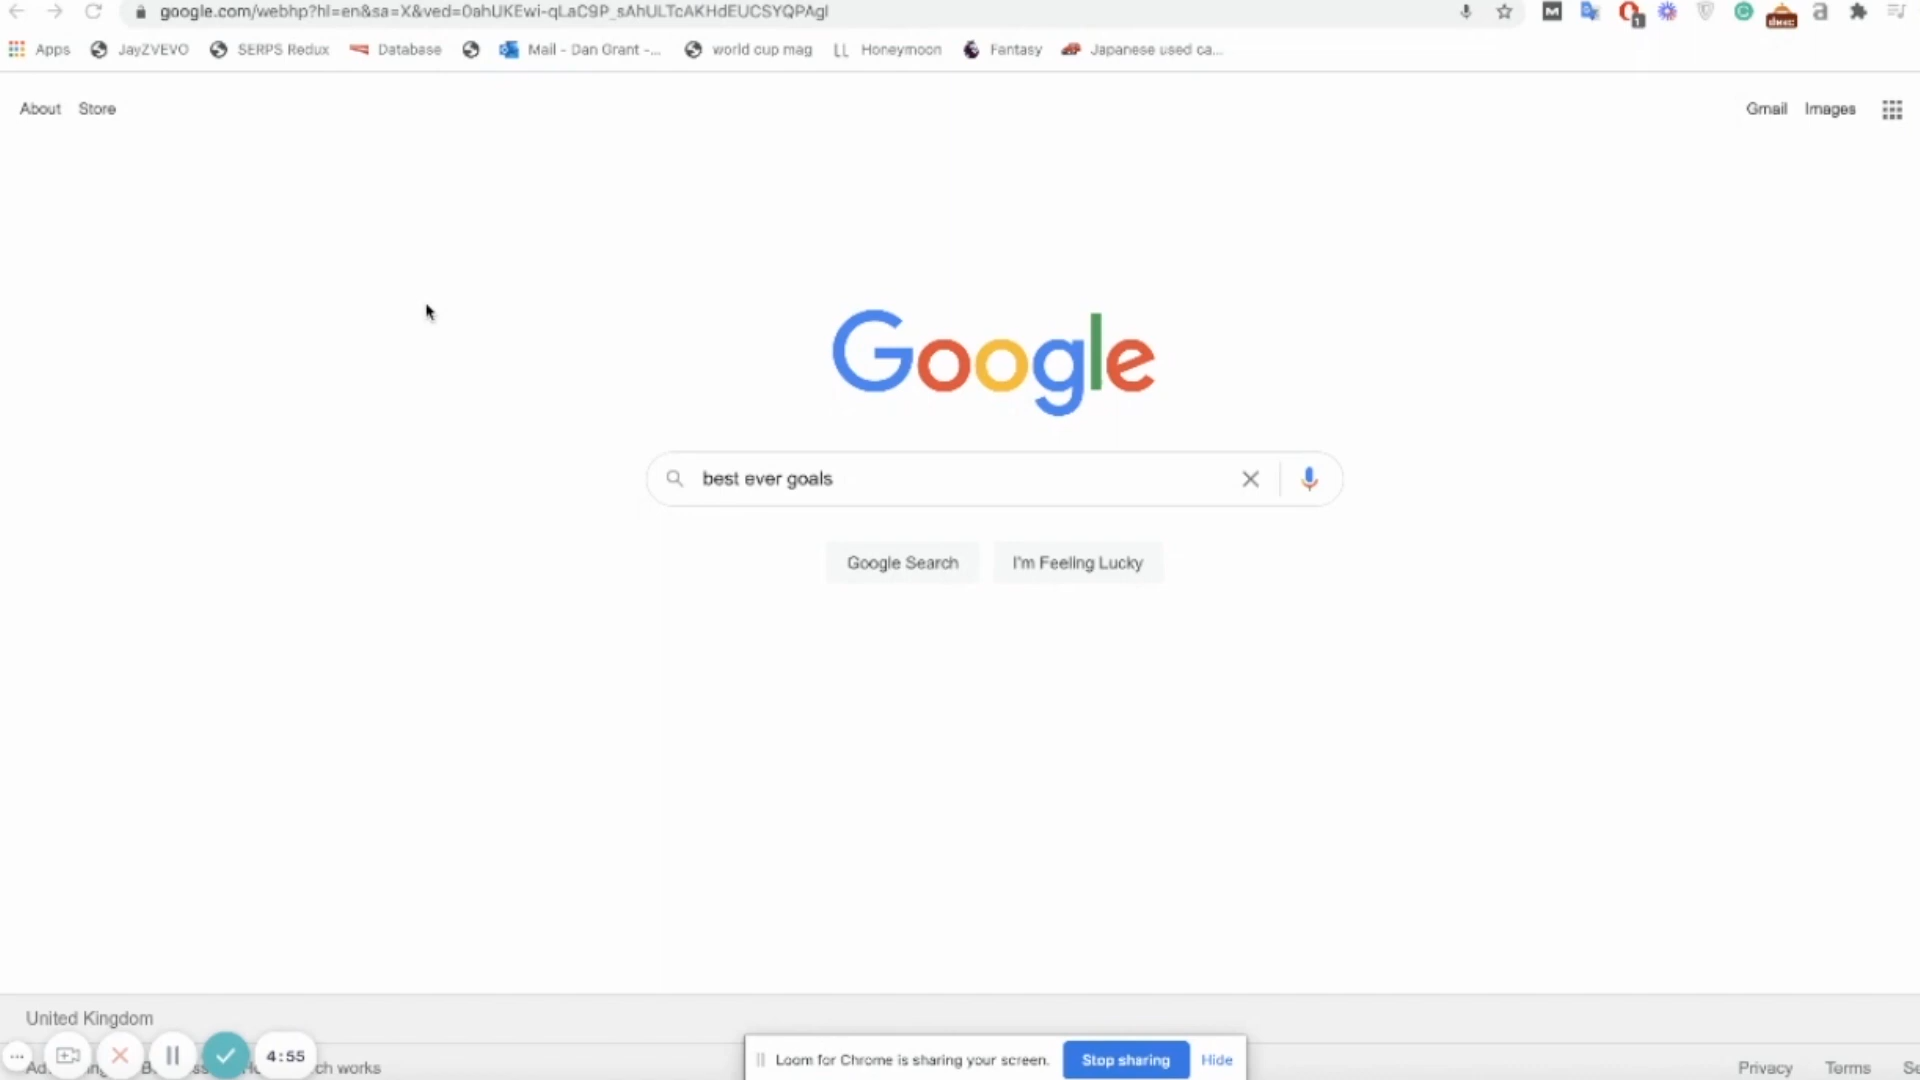 google.com/webhp?hl=en&sa=X&ved=0ahUKEwi-qLaC9P_sAhULTcAKHdEUCSYQPAgI
1
Apps JayZVEVO SERPS Redux Database Mail - Dan Grant -... world cup mag LL Honeymoon Fantasy Japanese used ca...
About Store
Gmail Images
Google
best ever goals
Google Search I'm Feeling Lucky
United Kingdom
4:55
Loom for Chrome is sharing your screen. Stop sharing Hide
ch works
Privacy Terms